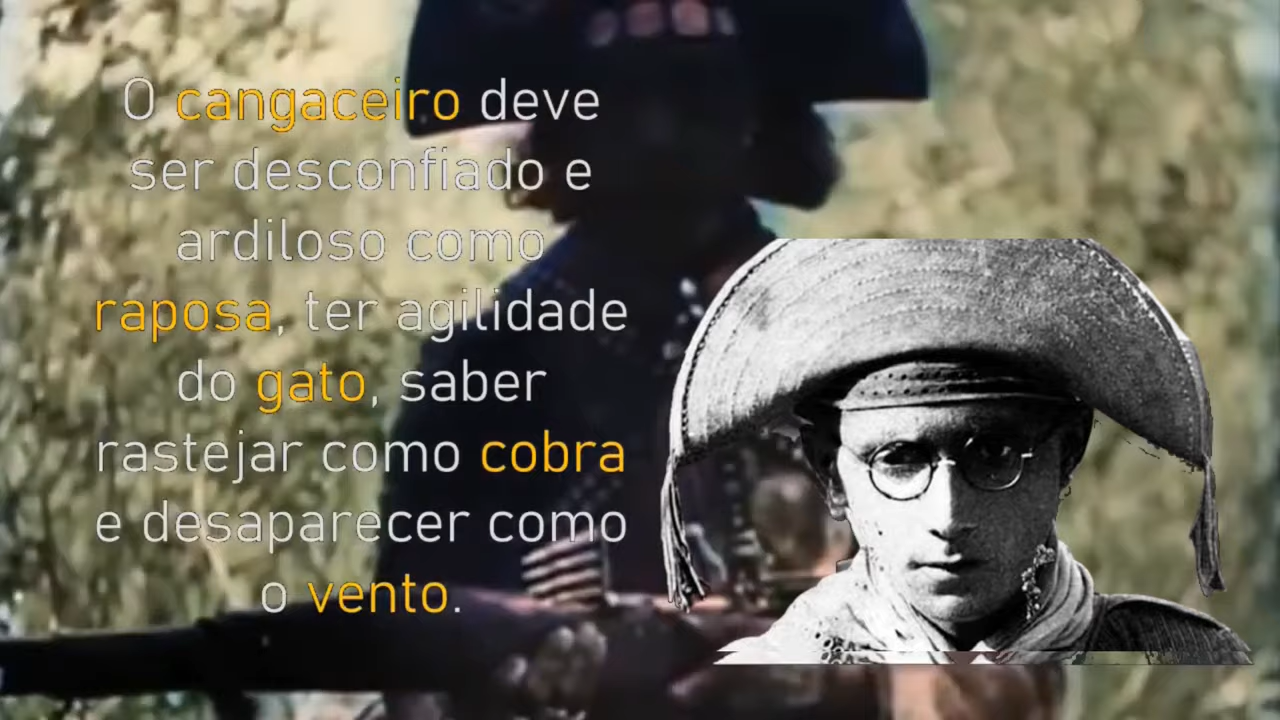 O cangaceiro deve
ser desconfiado e
ardiloso como
raposa, ter agilidade
do gato, saber
rastejar como cobra
e desaparecer como
o vento.